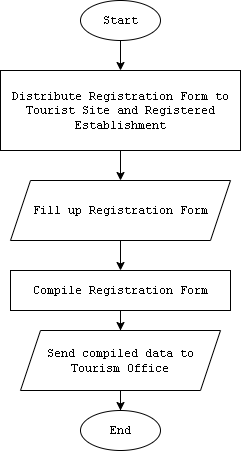 Start
Distribute Registration Form to
Tourist Site and Registered
Establishment
Fill up Registration Form
Compile Registration Form
Send compiled data to
Tourism Office
End